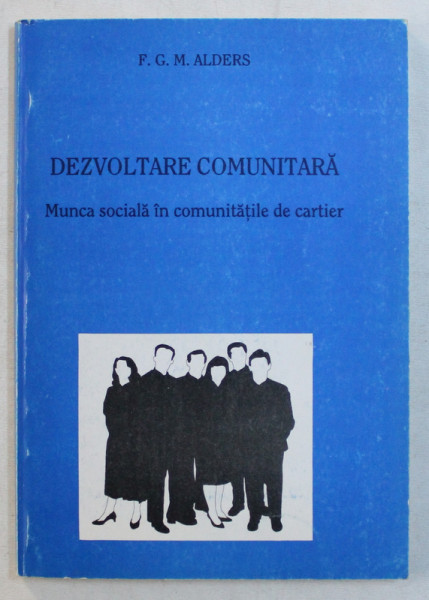 F. G. M. ALDERS
DEZVOLTARE COMUNITARĂ
Munca socială în comunitățile de cartier